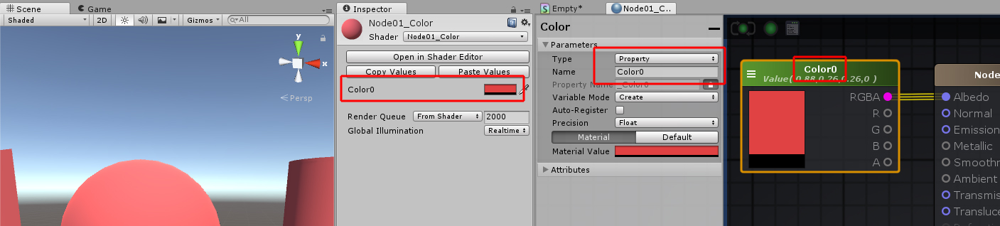 Scene
Game
Shaded
2D
Gizmos
All
y
x
z
Persp
Inspector
Node01_Color
Shader
Node01_Color
Open in Shader Editor
Copy Values
Paste Values
Color0
Render Queue
From Shader
2000
Global Illumination
Realtime
Empty*
Node01_C..
Color
Parameters
Type
Property
Name
Color0
Property Name
_Color0
Variable Mode
Create
Auto-Register
Precision
Float
Material
Default
Material Value
Attributes
Color0
Value( 0.88,0.26,0.26,0 )
RGBA
R
G
B
A
Node
Albedo
Normal
Emission
Metallic
Smooth
Ambient
Transmis
Transluce